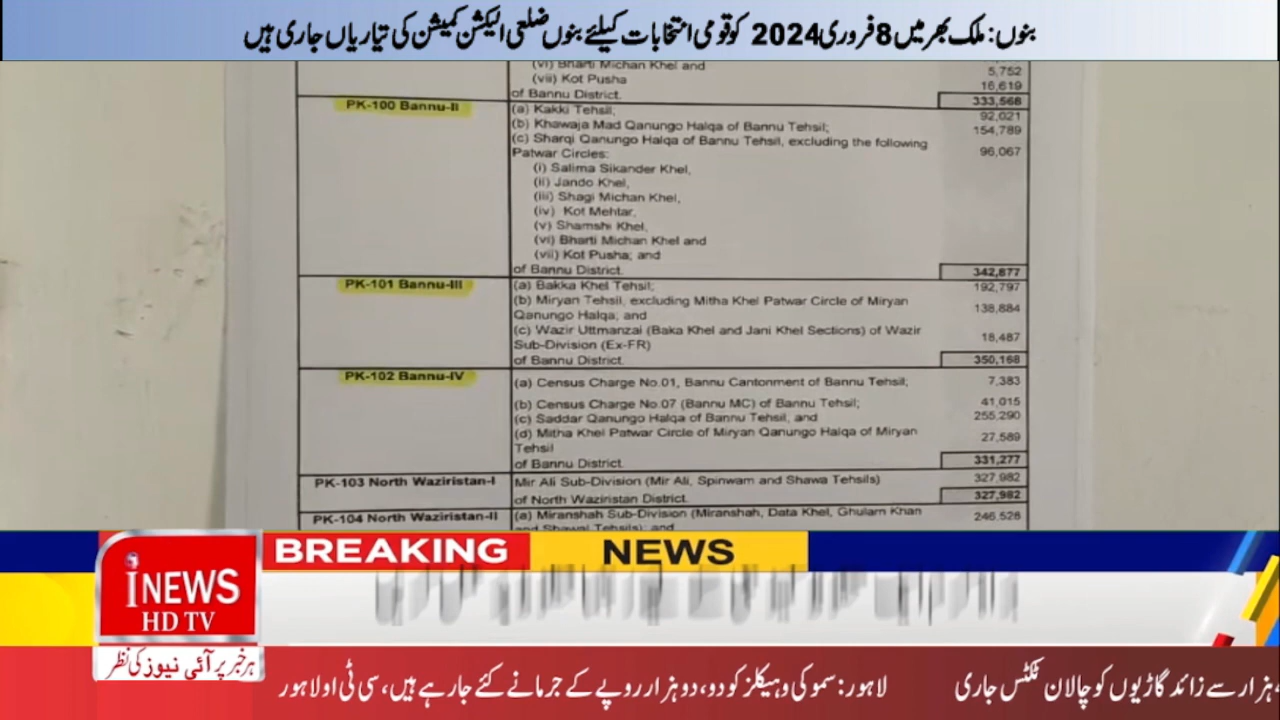 بنوں: ملک بھر میں 8 فروری 2024 کو قومی انتخابات کیلئے بنوں ضلعی الیکشن کمیشن کی تیاریاں جاری ہیں
(vi) Bharti Michan Khel and
(vii) Kot Pusha
of Bannu District.
5,752
16,619
333,568
PK-100 Bannu-II
(a) Kakki Tehsil;
92,021
(b) Khawaja Mad Qanungo Halqa of Bannu Tehsil;
154,789
(c) Sharqi Qanungo Halqa of Bannu Tehsil, excluding the following
Patwar Circles:
96,067
(i) Salima Sikander Khel,
(ii) Jando Khel,
(iii) Shagi Michan Khel,
(iv) Kot Mehtar,
(v) Shamshi Khel,
(vi) Bharti Michan Khel and
(vii) Kot Pusha; and
of Bannu District.
342,877
PK-101 Bannu-III
(a) Bakka Khel Tehsil;
192,797
(b) Miryan Tehsil, excluding Mitha Khel Patwar Circle of Miryan
Qanungo Halqa; and
138,884
(c) Wazir Uttmanzai (Baka Khel and Jani Khel Sections) of Wazir
Sub-Division (Ex-FR)
18,487
of Bannu District.
350,168
PK-102 Bannu-IV
(a) Census Charge No.01, Bannu Cantonment of Bannu Tehsil;
7,383
(b) Census Charge No.07 (Bannu MC) of Bannu Tehsil;
41,015
(c) Saddar Qanungo Halqa of Bannu Tehsil, and
255,290
(d) Mitha Khel Patwar Circle of Miryan Qanungo Halqa of Miryan
Tehsil
27,589
of Bannu District.
331,277
PK-103 North Waziristan-I
Mir Ali Sub-Division (Mir Ali, Spinwam and Shawa Tehsils)
327,982
of North Waziristan District.
327,982
PK-104 North Waziristan-II
(a) Miranshah Sub-Division (Miranshah, Data Khel, Ghulam Khan
and Shawal Tehsils); and
246,528
BREAKING NEWS
iNEWS
HD TV
ہر خبر پر آئی نیوز کی نظر
ہزار سے زائد گاڑیوں کو چالان ٹکٹس جاری
لاہور: سموکی وہیکلز کو دو، دو ہزار روپے کے جرمانے کئے جا رہے ہیں، سی ٹی او لاہور